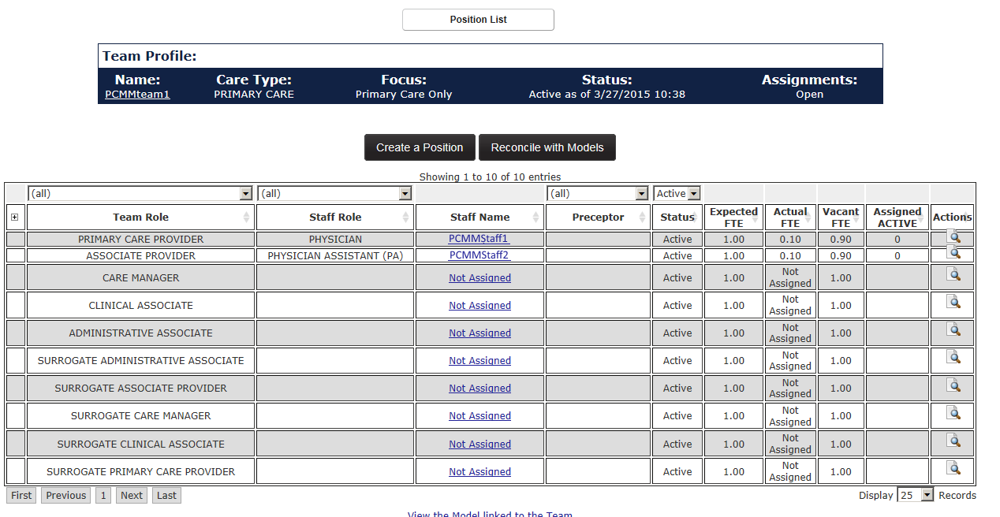 Position List
Team Profile:
Name: Care Type: Focus: Status: Assignments:
PCMMteam1 PRIMARY CARE Primary Care Only Active as of 3/27/2015 10:38 Open
Create a Position Reconcile with Models
Showing 1 to 10 of 10 entries
(all) (all) (all) Active
Team Role Staff Role Staff Name Preceptor Status Expected FTE Actual FTE Vacant FTE Assigned ACTIVE Actions
PRIMARY CARE PROVIDER PHYSICIAN PCMMStaff1 Active 1.00 0.10 0.90 0
ASSOCIATE PROVIDER PHYSICIAN ASSISTANT (PA) PCMMStaff2 Active 1.00 0.10 0.90 0
CARE MANAGER Not Assigned Active 1.00 Not Assigned 1.00
CLINICAL ASSOCIATE Not Assigned Active 1.00 Not Assigned 1.00
ADMINISTRATIVE ASSOCIATE Not Assigned Active 1.00 Not Assigned 1.00
SURROGATE ADMINISTRATIVE ASSOCIATE Not Assigned Active 1.00 Not Assigned 1.00
SURROGATE ASSOCIATE PROVIDER Not Assigned Active 1.00 Not Assigned 1.00
SURROGATE CARE MANAGER Not Assigned Active 1.00 Not Assigned 1.00
SURROGATE CLINICAL ASSOCIATE Not Assigned Active 1.00 Not Assigned 1.00
SURROGATE PRIMARY CARE PROVIDER Not Assigned Active 1.00 Not Assigned 1.00
First Previous 1 Next Last Display 25 Records
View the Model linked to the Team